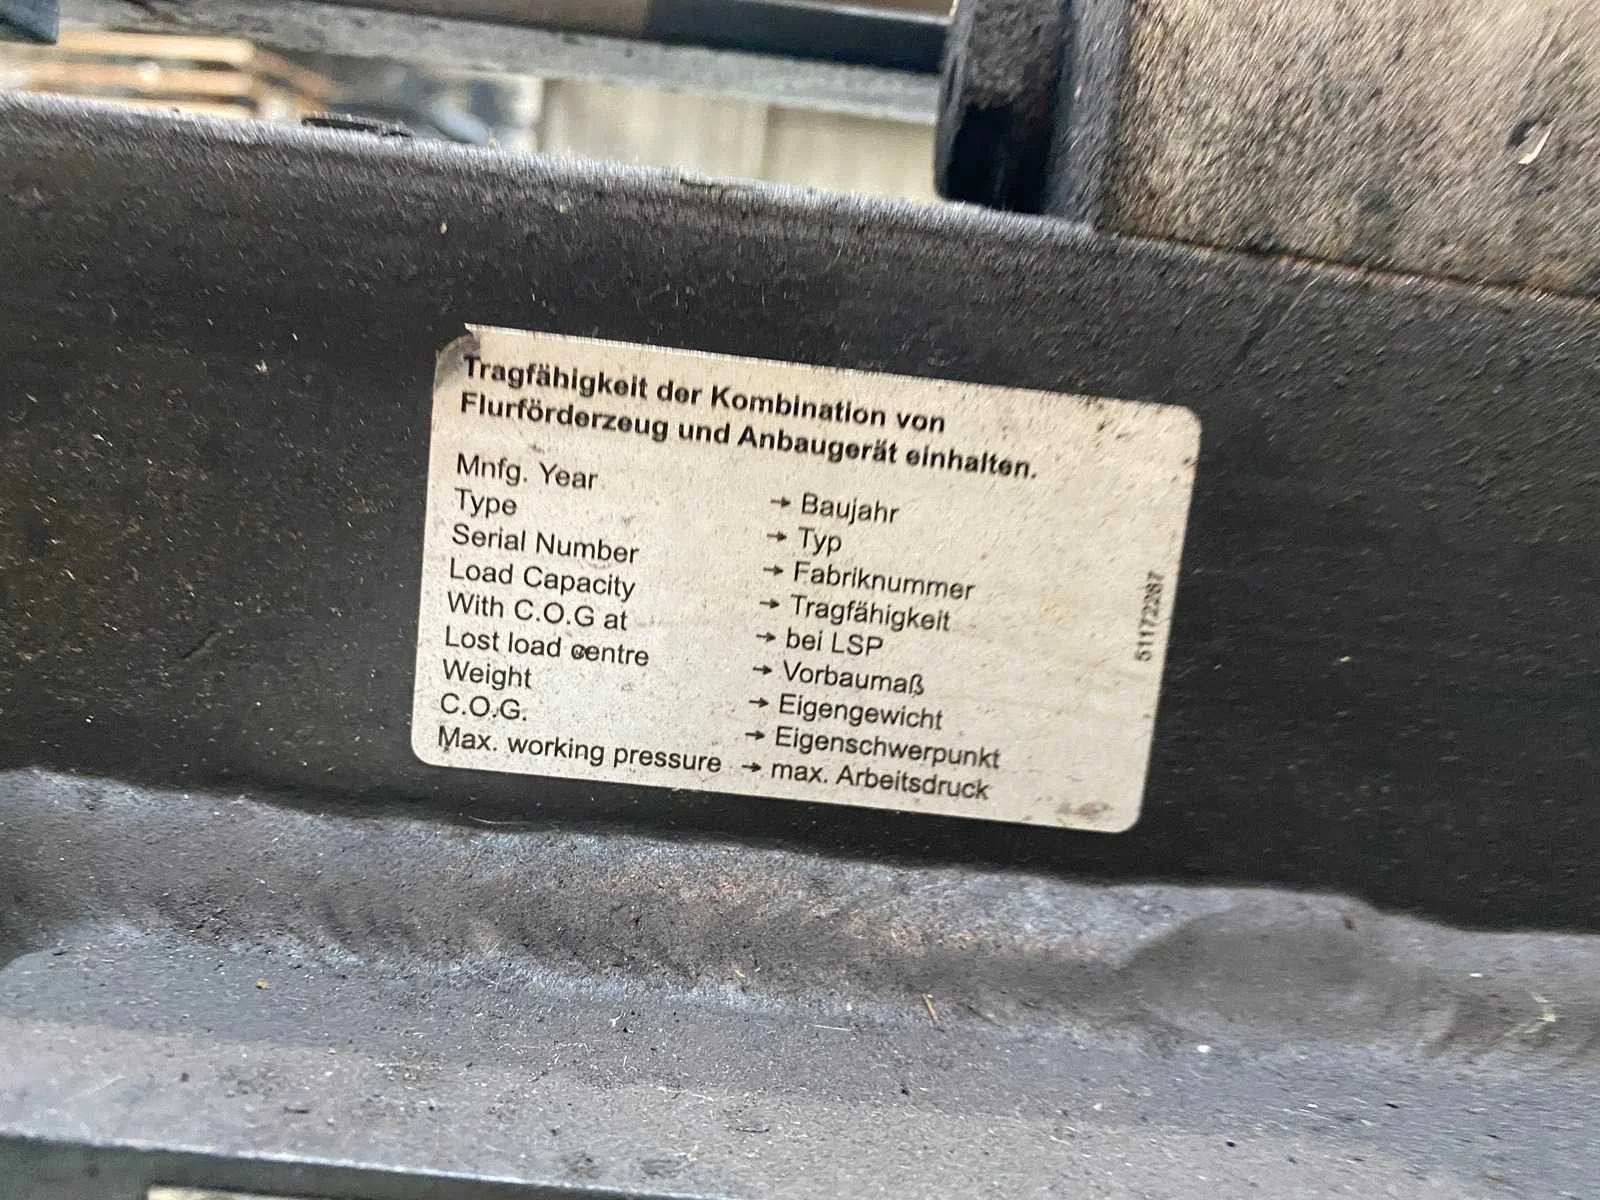 Tragfähigkeit der Kombination von
Flurförderzeug und Anbaugerät einhalten.
Mnfg. Year → Baujahr
Type → Typ
Serial Number → Fabriknummer
Load Capacity → Tragfähigkeit
With C.O.G at → bei LSP
Lost load centre → Vorbaumaß
Weight → Eigengewicht
C.O.G. → Eigenschwerpunkt
Max. working pressure → max. Arbeitsdruck
51172287